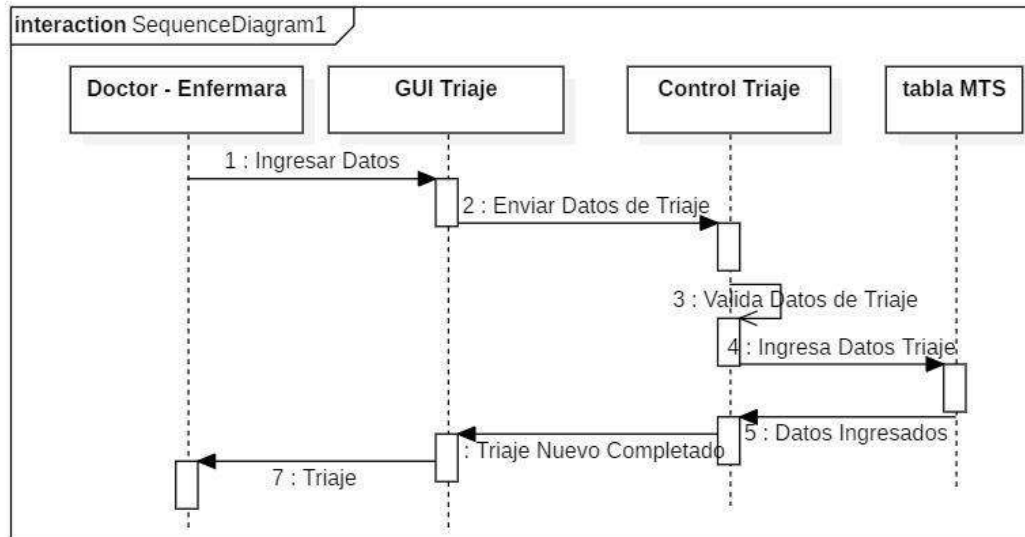 interaction SequenceDiagram1
Doctor - Enfermara
GUI Triaje
Control Triaje
tabla MTS
1 : Ingresar Datos
2 : Enviar Datos de Triaje
3 : Valida Datos de Triaje
4 : Ingresa Datos Triaje
5 : Datos Ingresados
: Triaje Nuevo Completado
7 : Triaje